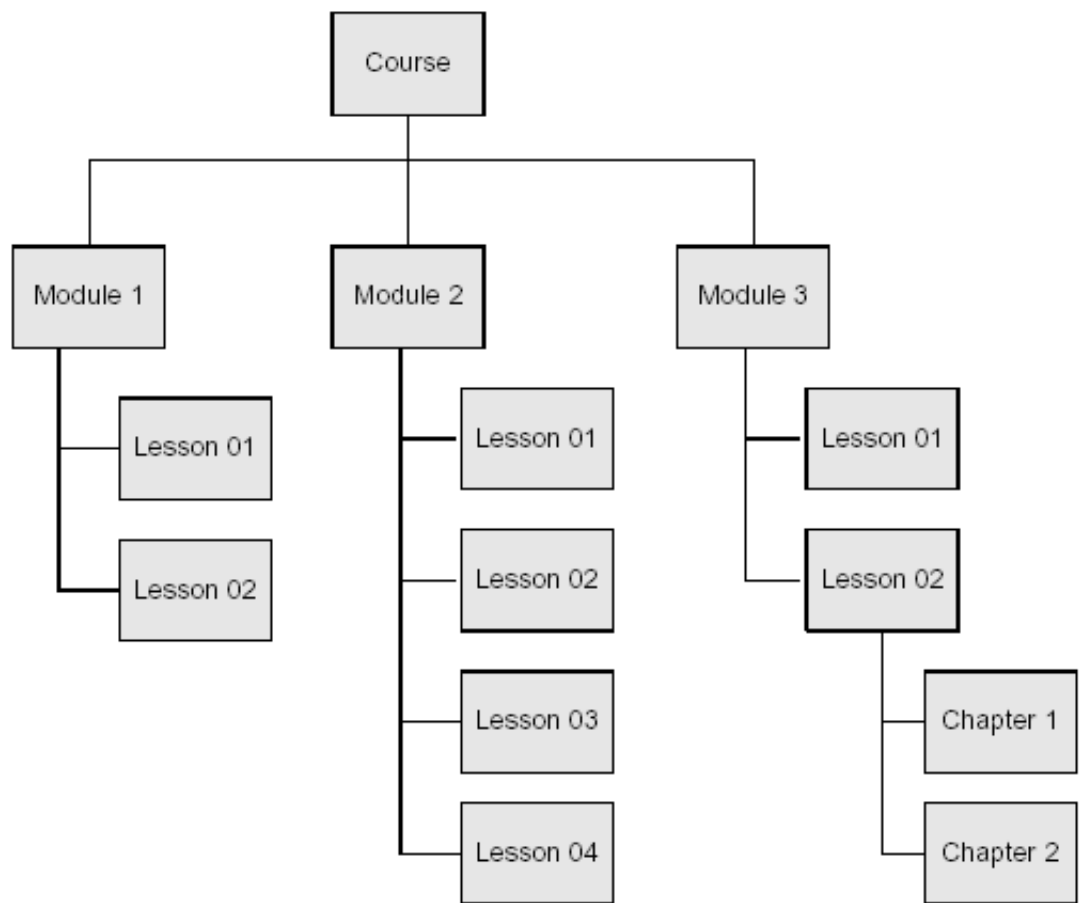 Course
Module 1
Module 2
Module 3
Lesson 01
Lesson 02
Lesson 01
Lesson 02
Lesson 03
Lesson 04
Lesson 01
Lesson 02
Chapter 1
Chapter 2